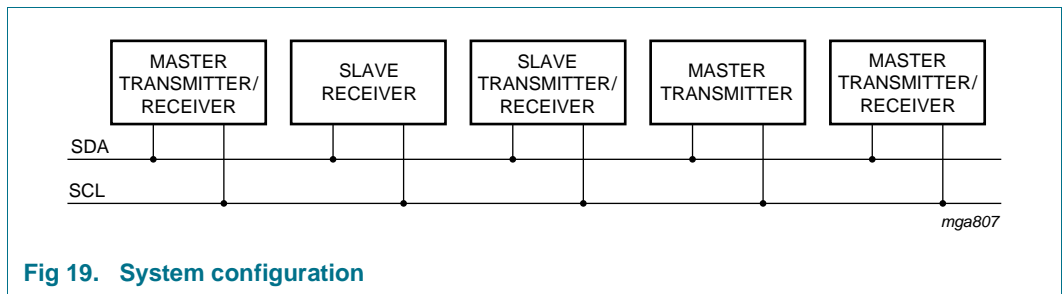 MASTER
TRANSMITTER/
RECEIVER
SLAVE
RECEIVER
SLAVE
TRANSMITTER/
RECEIVER
MASTER
TRANSMITTER
MASTER
TRANSMITTER/
RECEIVER
SDA
SCL
mga807
Fig 19. System configuration